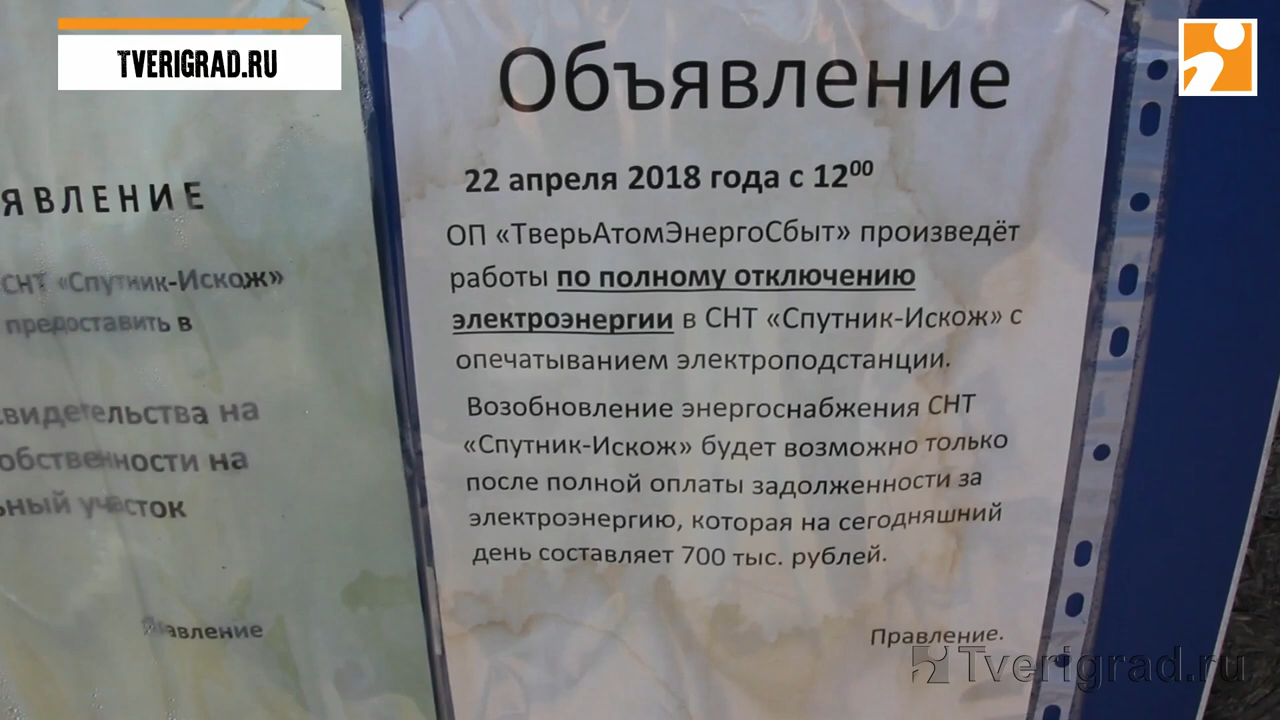 TVERIGRAD.RU
ЯВЛЕНИЕ
СНТ «Спутник-Искож»
предоставить в
свидетельства на
обственности на
ьный участок
Правление
Объявление
22 апреля 2018 года с 12⁰⁰
ОП «ТверьАтомЭнергоСбыт» произведёт
работы по полному отключению
электроэнергии в СНТ «Спутник-Искож» с
опечатыванием электроподстанции.
Возобновление энергоснабжения СНТ
«Спутник-Искож» будет возможно только
после полной оплаты задолженности за
электроэнергию, которая на сегодняшний
день составляет 700 тыс. рублей.
Правление.
Tverigrad.ru